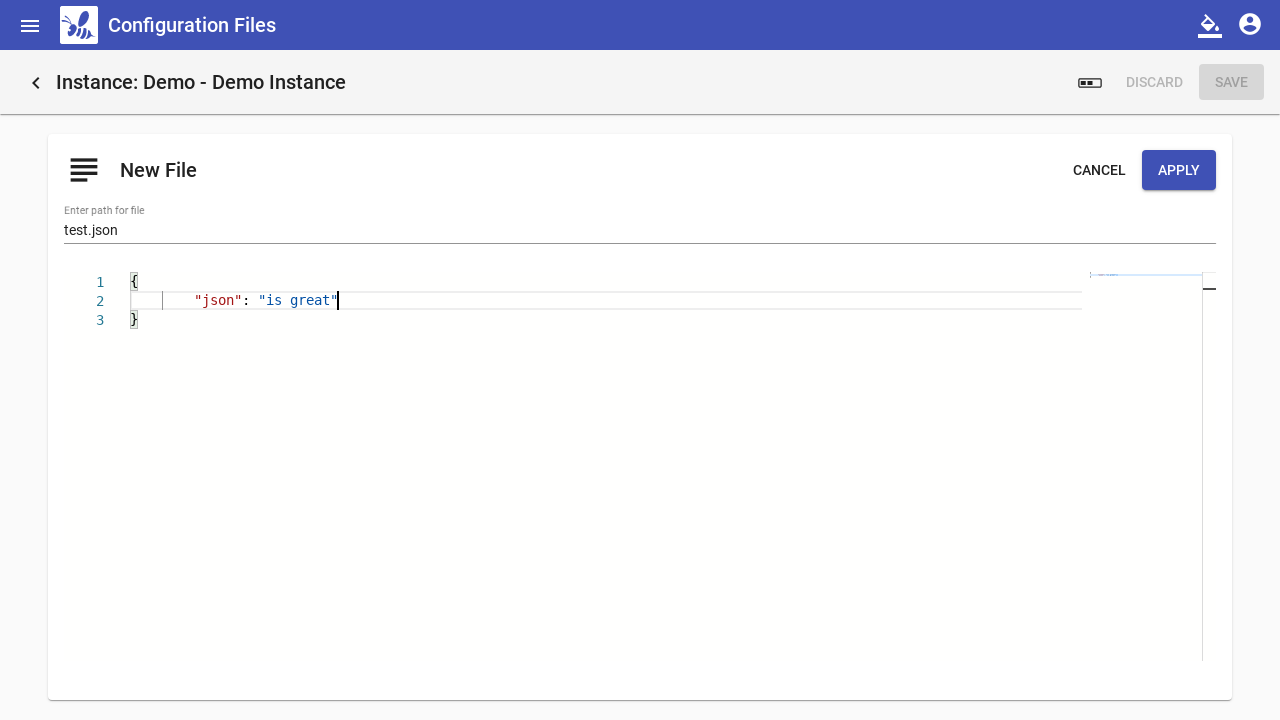 Configuration Files
Instance: Demo - Demo Instance
DISCARD
SAVE
New File
CANCEL
APPLY
Enter path for file
test.json
1 {
2 "json": "is great"
3 }